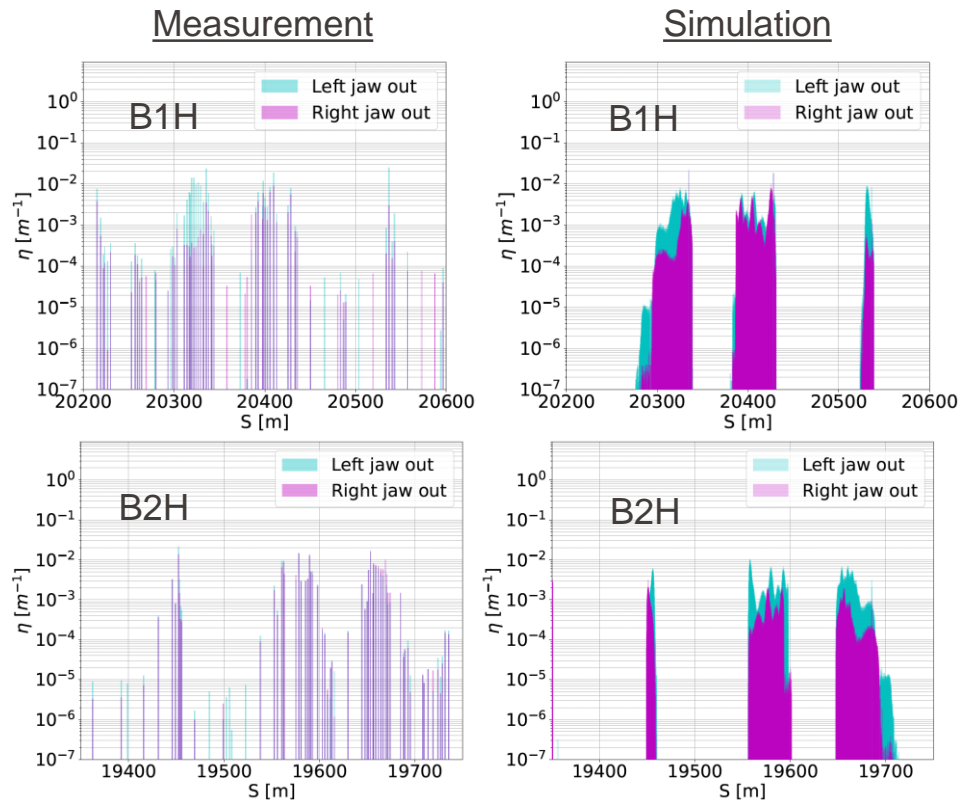 Measurement
Simulation
Left jaw out
Right jaw out
B1H
η [m⁻¹]
10⁰
10⁻¹
10⁻²
10⁻³
10⁻⁴
10⁻⁵
10⁻⁶
10⁻⁷
20200 20300 20400 20500 20600
S [m]
Left jaw out
Right jaw out
B1H
η [m⁻¹]
10⁰
10⁻¹
10⁻²
10⁻³
10⁻⁴
10⁻⁵
10⁻⁶
10⁻⁷
20200 20300 20400 20500 20600
S [m]
Left jaw out
Right jaw out
B2H
η [m⁻¹]
10⁰
10⁻¹
10⁻²
10⁻³
10⁻⁴
10⁻⁵
10⁻⁶
10⁻⁷
19400 19500 19600 19700
S [m]
Left jaw out
Right jaw out
B2H
η [m⁻¹]
10⁰
10⁻¹
10⁻²
10⁻³
10⁻⁴
10⁻⁵
10⁻⁶
10⁻⁷
19400 19500 19600 19700
S [m]